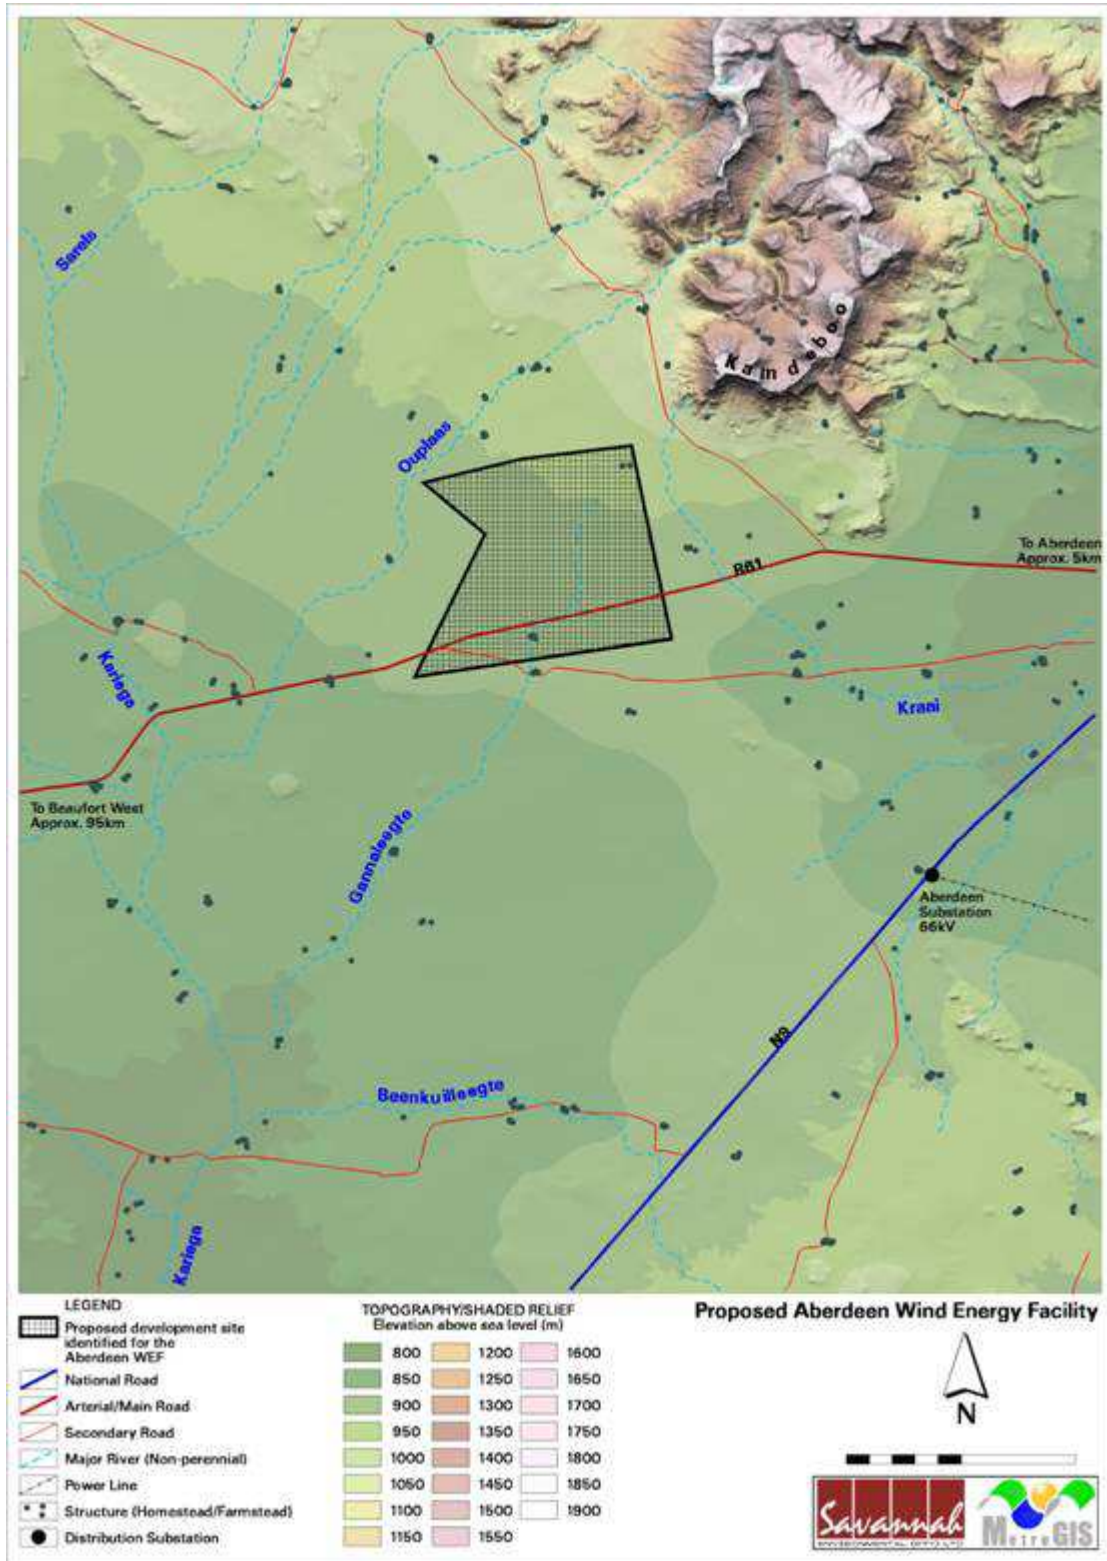 Sarels
Kamdeboo
Ouplaas
To Aberdeen
Approx. 5km
R61
Kariega
Kraai
To Beaufort West
Approx. 95km
Gannaleegte
Aberdeen
Substation
66kV
N9
Beenkuilleegte
Kariega
LEGEND
Proposed development site
identified for the
Aberdeen WEF
National Road
Arterial/Main Road
Secondary Road
Major River (Non-perennial)
Power Line
Structure (Homestead/Farmstead)
Distribution Substation
TOPOGRAPHY/SHADED RELIEF
Elevation above sea level (m)
800 1200 1600
850 1250 1650
900 1300 1700
950 1350 1750
1000 1400 1800
1050 1450 1850
1100 1500 1900
1150 1550
Proposed Aberdeen Wind Energy Facility
N
Savannah
ENVIRONMENTAL (PTY) LTD
MetroGIS